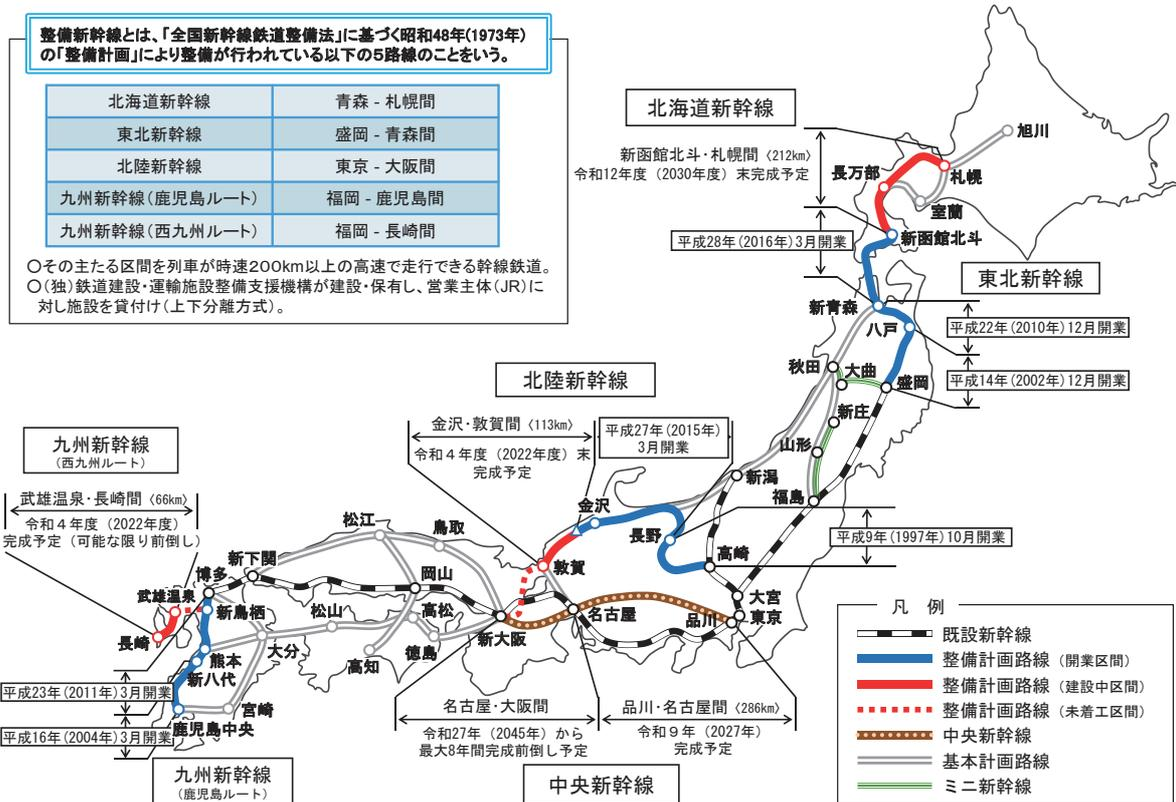 整備新幹線とは、「全国新幹線鉄道整備法」に基づく昭和48年(1973年)
の「整備計画」により整備が行われている以下の5路線のことをいう。
北海道新幹線 青森 - 札幌間
東北新幹線 盛岡 - 青森間
北陸新幹線 東京 - 大阪間
九州新幹線(鹿児島ルート) 福岡 - 鹿児島間
九州新幹線(西九州ルート) 福岡 - 長崎間
○その主たる区間を列車が時速200km以上の高速で走行できる幹線鉄道。
○(独)鉄道建設・運輸施設整備支援機構が建設・保有し、営業主体(JR)に
対し施設を貸付け(上下分離方式)。
北海道新幹線
新函館北斗・札幌間〈212km〉
令和12年度(2030年度)末完成予定
旭川
長万部
札幌
室蘭
平成28年(2016年)3月開業
新函館北斗
東北新幹線
新青森
八戸
平成22年(2010年)12月開業
秋田
大曲
盛岡
平成14年(2002年)12月開業
新庄
山形
新潟
福島
北陸新幹線
金沢・敦賀間〈113km〉
令和4年度(2022年度)末
完成予定
平成27年(2015年)
3月開業
金沢
長野
平成9年(1997年)10月開業
高崎
敦賀
大宮
東京
品川
名古屋
九州新幹線
(西九州ルート)
武雄温泉・長崎間〈66km〉
令和4年度(2022年度)
完成予定(可能な限り前倒し)
松江
鳥取
新下関
博多
岡山
武雄温泉
新鳥栖
松山
高松
新大阪
長崎
熊本
大分
高知
徳島
新八代
平成23年(2011年)3月開業
宮崎
鹿児島中央
平成16年(2004年)3月開業
九州新幹線
(鹿児島ルート)
名古屋・大阪間
令和27年(2045年)から
最大8年間完成前倒し予定
品川・名古屋間〈286km〉
令和9年(2027年)
完成予定
中央新幹線
凡 例
既設新幹線
整備計画路線(開業区間)
整備計画路線(建設中区間)
整備計画路線(未着工区間)
中央新幹線
基本計画路線
ミニ新幹線